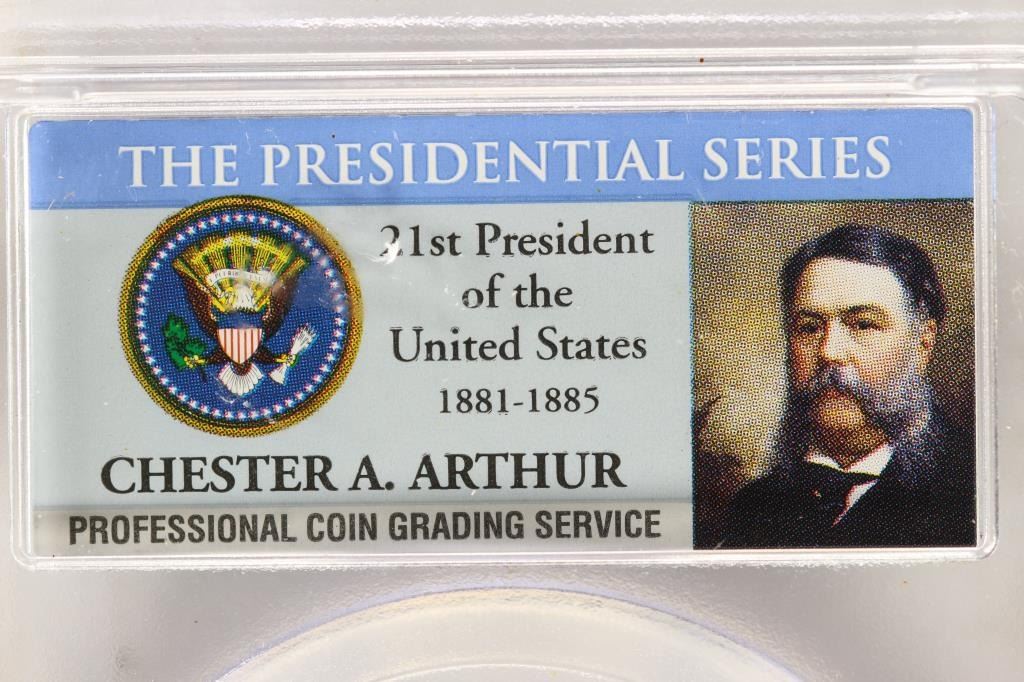 THE PRESIDENTIAL SERIES
21st President
of the
United States
1881-1885
CHESTER A. ARTHUR
PROFESSIONAL COIN GRADING SERVICE